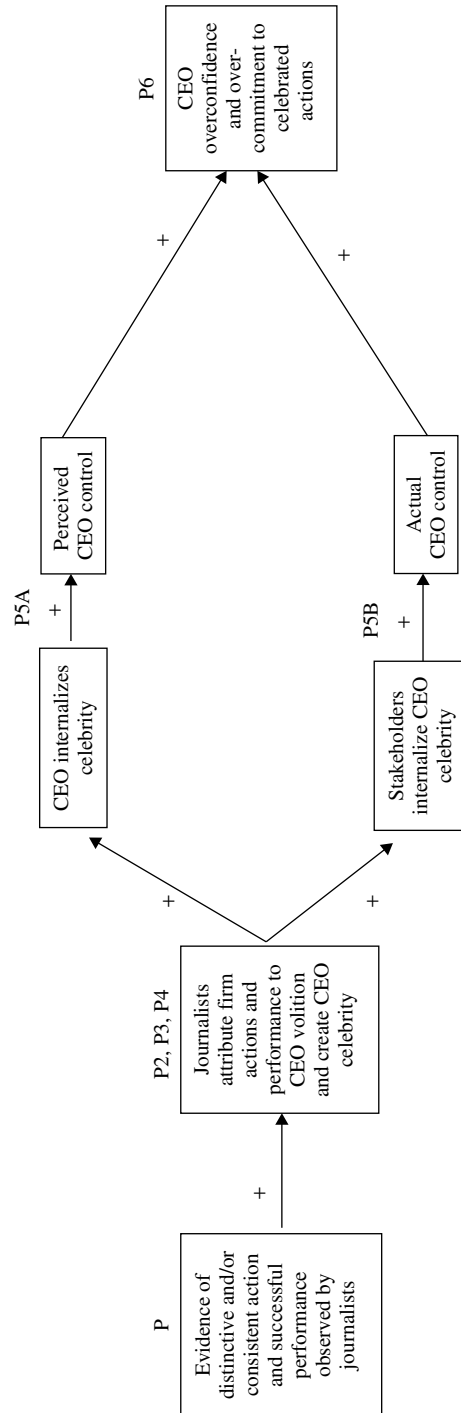 P
Evidence of
distinctive and/or
consistent action
and successful
performance
observed by
journalists
+
P2, P3, P4
Journalists
attribute firm
actions and
performance to
CEO volition
and create CEO
celebrity
+
CEO internalizes
celebrity
P5A
+
Perceived
CEO control
+
+
Stakeholders
internalize CEO
celebrity
P5B
+
Actual
CEO control
+
P6
CEO
overconfidence
and over-
commitment to
celebrated
actions